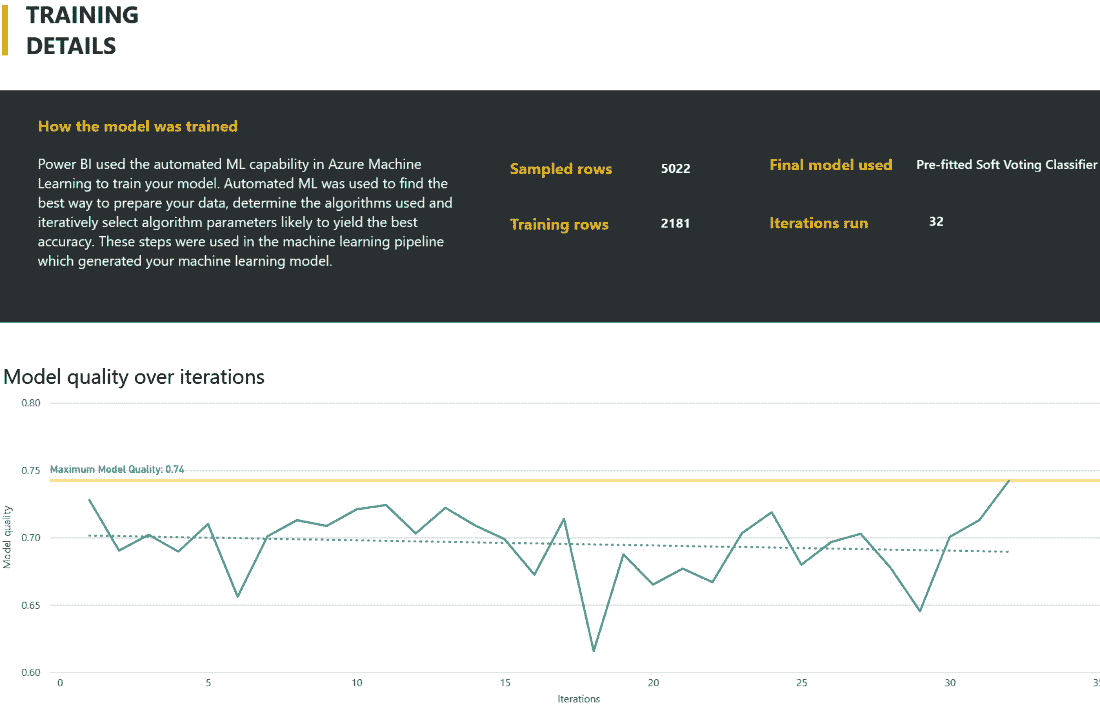 TRAINING
DETAILS
How the model was trained
Power BI used the automated ML capability in Azure Machine
Learning to train your model. Automated ML was used to find the
best way to prepare your data, determine the algorithms used and
iteratively select algorithm parameters likely to yield the best
accuracy. These steps were used in the machine learning pipeline
which generated your machine learning model.
Sampled rows 5022
Training rows 2181
Final model used Pre-fitted Soft Voting Classifier
Iterations run 32
Model quality over iterations
0.80
0.75
Maximum Model Quality: 0.74
0.70
0.65
0.60
Model quality
0 5 10 15 20 25 30 35
Iterations